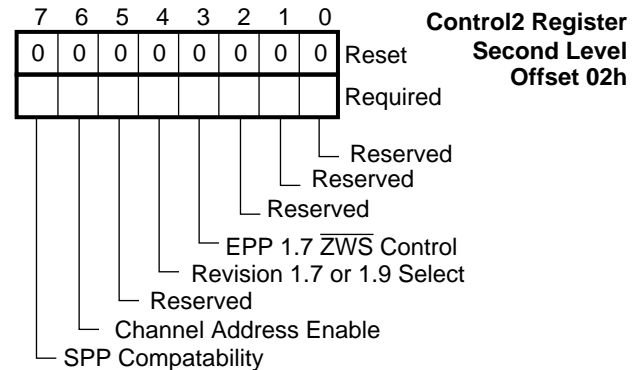 7 6 5 4 3 2 1 0
Control2 Register
Second Level
Offset 02h
0 0 0 0 0 0 0 0 Reset
Required
Reserved
Reserved
Reserved
EPP 1.7 Z̅W̅S̅ Control
Revision 1.7 or 1.9 Select
Reserved
Channel Address Enable
SPP Compatability